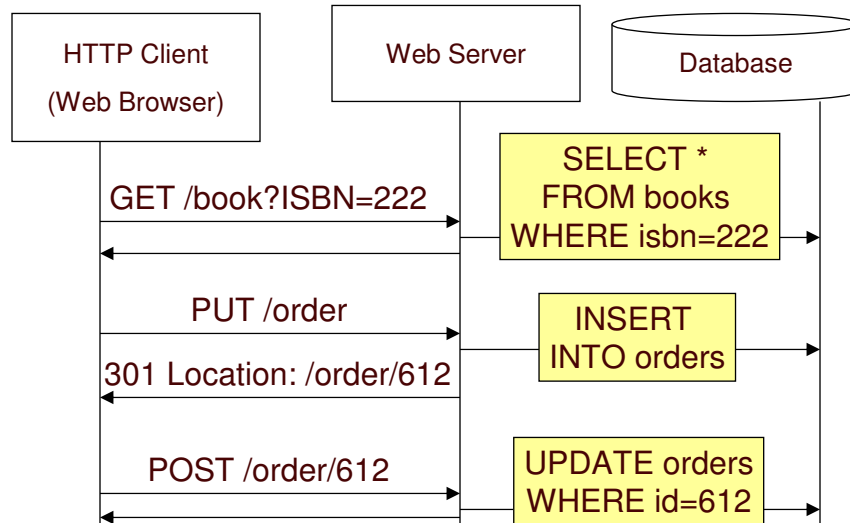 HTTP Client
(Web Browser)
Web Server
Database
GET /book?ISBN=222
SELECT *
FROM books
WHERE isbn=222
PUT /order
INSERT
INTO orders
301 Location: /order/612
POST /order/612
UPDATE orders
WHERE id=612